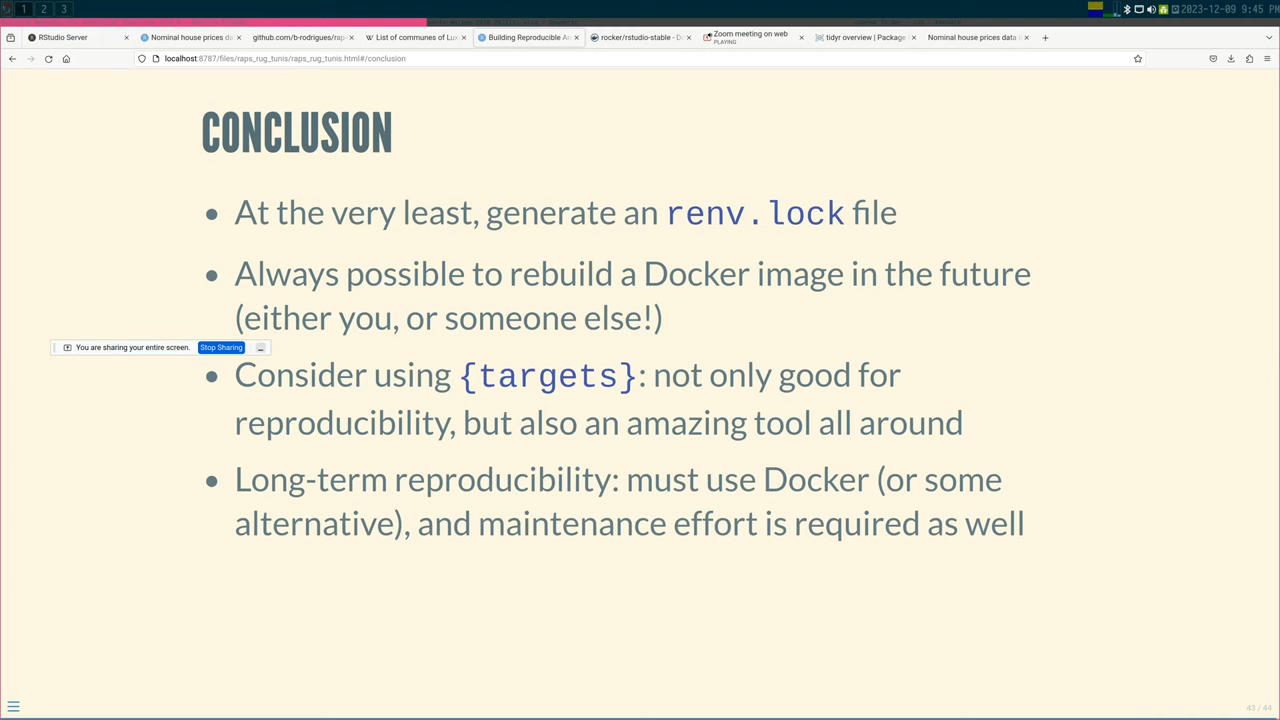 1 2 3
2023-12-09 9:45 PM
RStudio Server
Nominal house prices da
github.com/b-rodrigues/rap-
List of communes of Lux
Building Reproducible An
rocker/rstudio-stable - Do
Zoom meeting on web
PLAYING
tidyr overview | Package
Nominal house prices data i
localhost:8787/files/raps_rug_tunis/raps_rug_tunis.html#/conclusion
CONCLUSION
At the very least, generate an renv.lock file
Always possible to rebuild a Docker image in the future
(either you, or someone else!)
You are sharing your entire screen. Stop Sharing
Consider using {targets}: not only good for
reproducibility, but also an amazing tool all around
Long-term reproducibility: must use Docker (or some
alternative), and maintenance effort is required as well
43 / 44